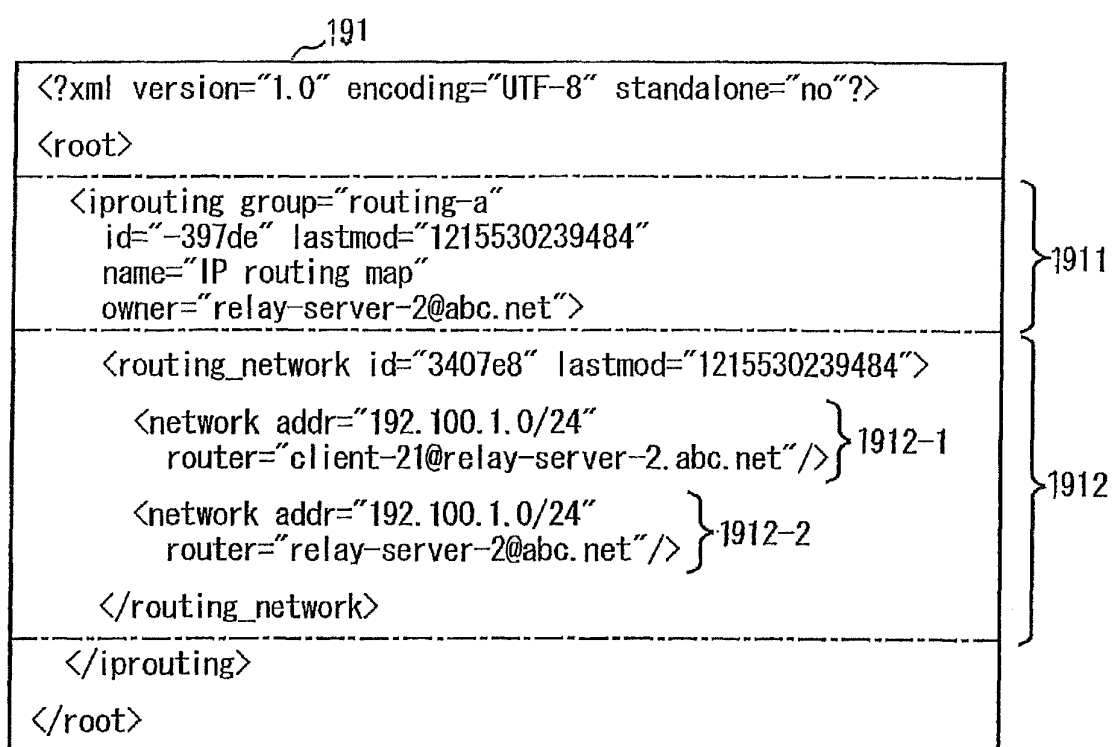 191
<?xml version="1.0" encoding="UTF-8" standalone="no"?>
<root>
<iprouting group="routing-a"
id="-397de" lastmod="1215530239484"
name="IP routing map"
owner="relay-server-2@abc.net">
1911
<routing_network id="3407e8" lastmod="1215530239484">
<network addr="192.100.1.0/24"
router="client-21@relay-server-2.abc.net"/>
1912-1
<network addr="192.100.1.0/24"
router="relay-server-2@abc.net"/>
1912-2
</routing_network>
1912
</iprouting>
</root>